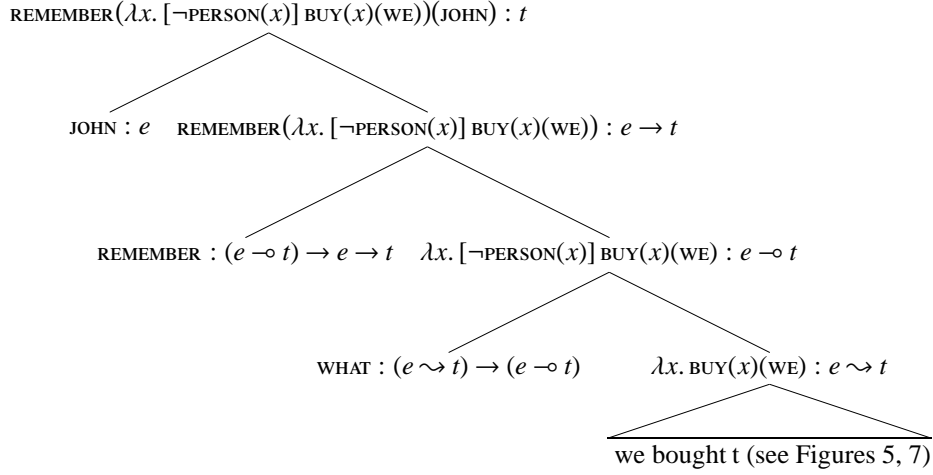 REMEMBER(λx. [¬PERSON(x)] BUY(x)(WE))(JOHN) : t
JOHN : e REMEMBER(λx. [¬PERSON(x)] BUY(x)(WE)) : e → t
REMEMBER : (e ⊸ t) → e → t λx. [¬PERSON(x)] BUY(x)(WE) : e ⊸ t
WHAT : (e ⤳ t) → (e ⊸ t) λx. BUY(x)(WE) : e ⤳ t
we bought t (see Figures 5, 7)